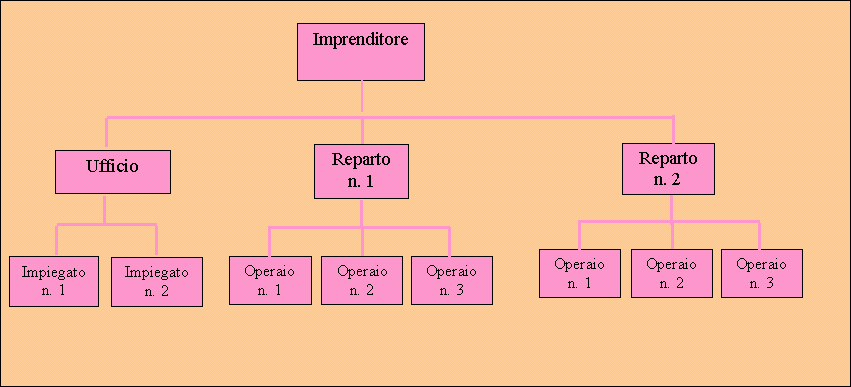 Imprenditore
Ufficio
Reparto
n. 1
Reparto
n. 2
Impiegato
n. 1
Impiegato
n. 2
Operaio
n. 1
Operaio
n. 2
Operaio
n. 3
Operaio
n. 1
Operaio
n. 2
Operaio
n. 3